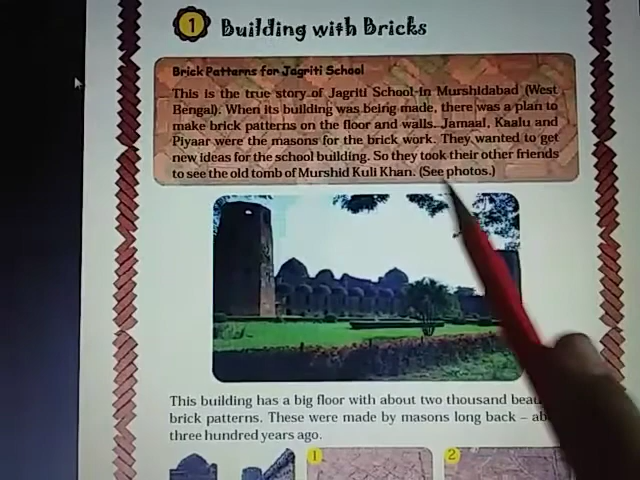 1
Building with Bricks
Brick Patterns for Jagriti School
This is the true story of Jagriti School in Murshidabad (West
Bengal). When its building was being made, there was a plan to
make brick patterns on the floor and walls. Jamaal, Kaalu and
Piyaar were the masons for the brick work. They wanted to get
new ideas for the school building. So they took their other friends
to see the old tomb of Murshid Kuli Khan. (See photos.)
This building has a big floor with about two thousand
brick patterns. These were made by masons long back –
three hundred years ago.
1 2